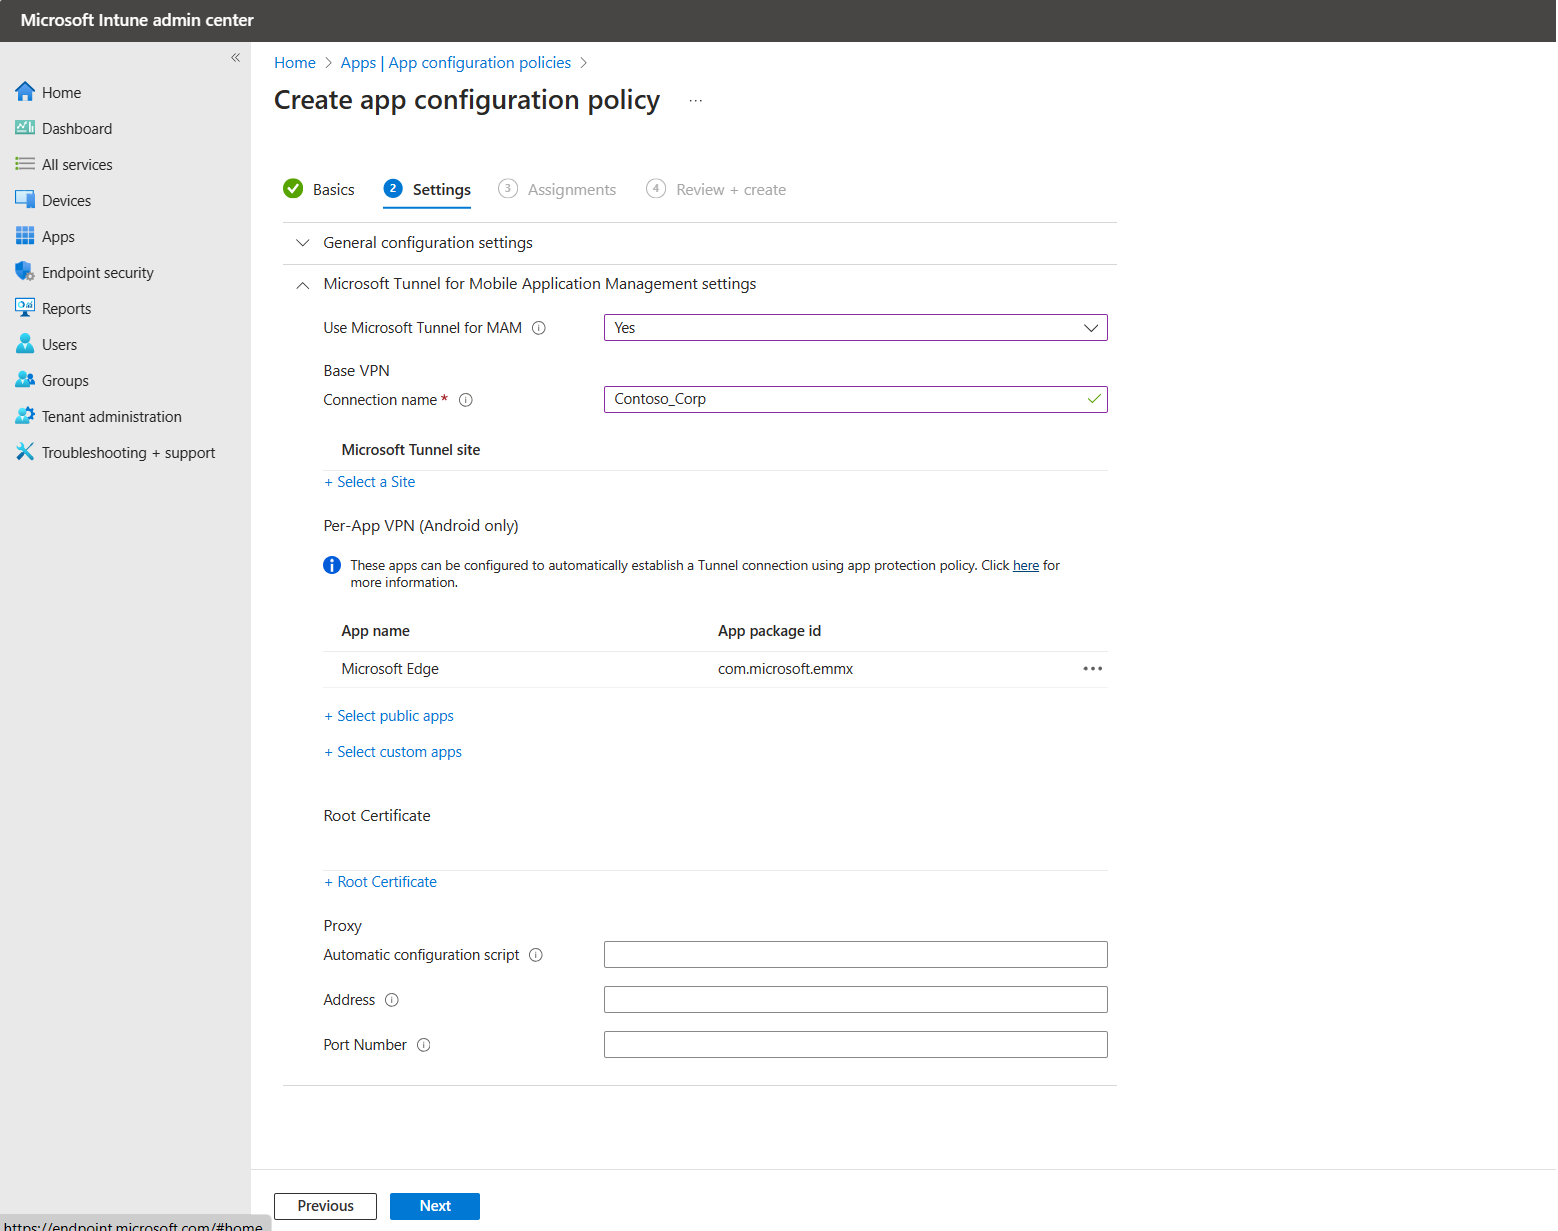 Microsoft Intune admin center
«
Home > Apps | App configuration policies >
Create app configuration policy ...
Home
Dashboard
All services
Devices
Apps
Endpoint security
Reports
Users
Groups
Tenant administration
Troubleshooting + support
Basics
2 Settings
3 Assignments
4 Review + create
General configuration settings
Microsoft Tunnel for Mobile Application Management settings
Use Microsoft Tunnel for MAM
Yes
Base VPN
Connection name *
Contoso_Corp
Microsoft Tunnel site
+ Select a Site
Per-App VPN (Android only)
These apps can be configured to automatically establish a Tunnel connection using app protection policy. Click here for
more information.
App name App package id
Microsoft Edge com.microsoft.emmx •••
+ Select public apps
+ Select custom apps
Root Certificate
+ Root Certificate
Proxy
Automatic configuration script
Address
Port Number
Previous Next
https://endpoint.microsoft.com/#home